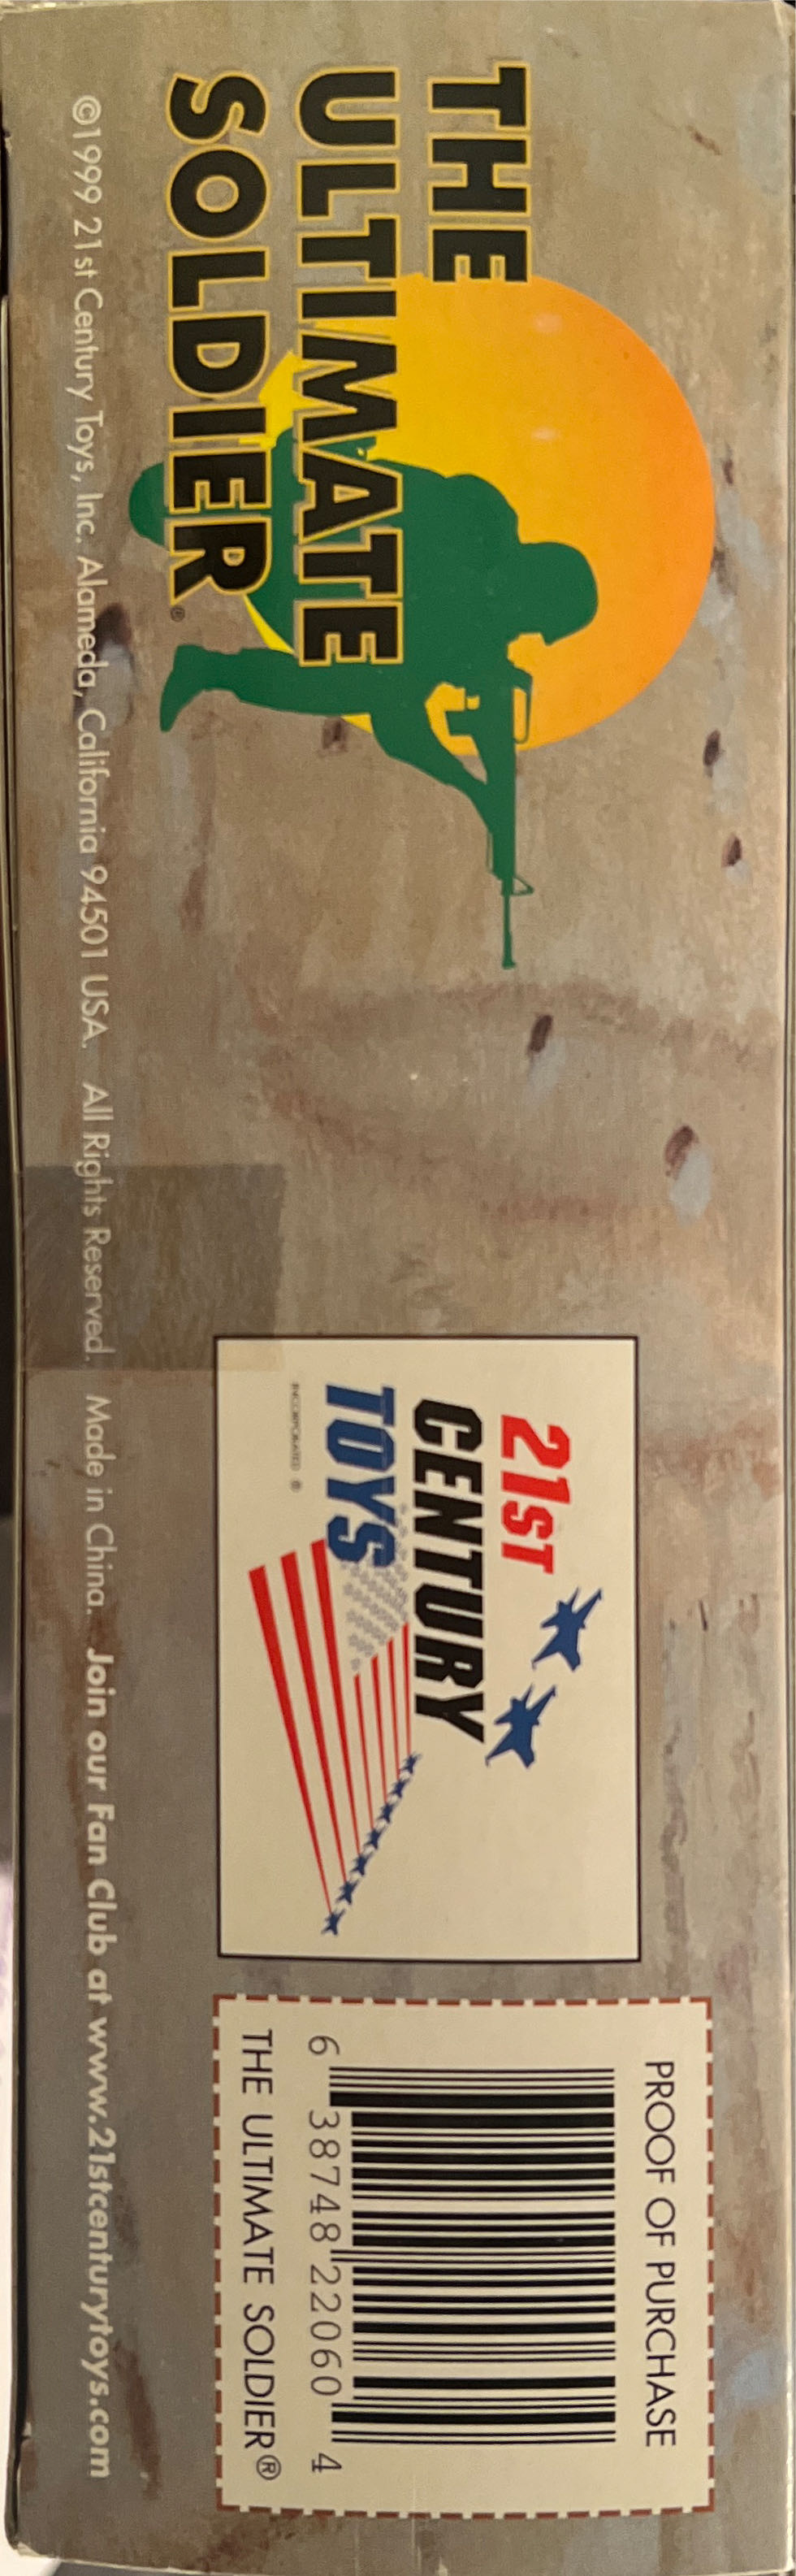 THE
ULTIMATE
SOLDIER®
©1999 21st Century Toys, Inc. Alameda, California 94501 USA. All Rights Reserved. Made in China. Join our Fan Club at www.21stcenturytoys.com
21ST
CENTURY
TOYS
INCORPORATED ®
PROOF OF PURCHASE
6 38748 22060 4
THE ULTIMATE SOLDIER®